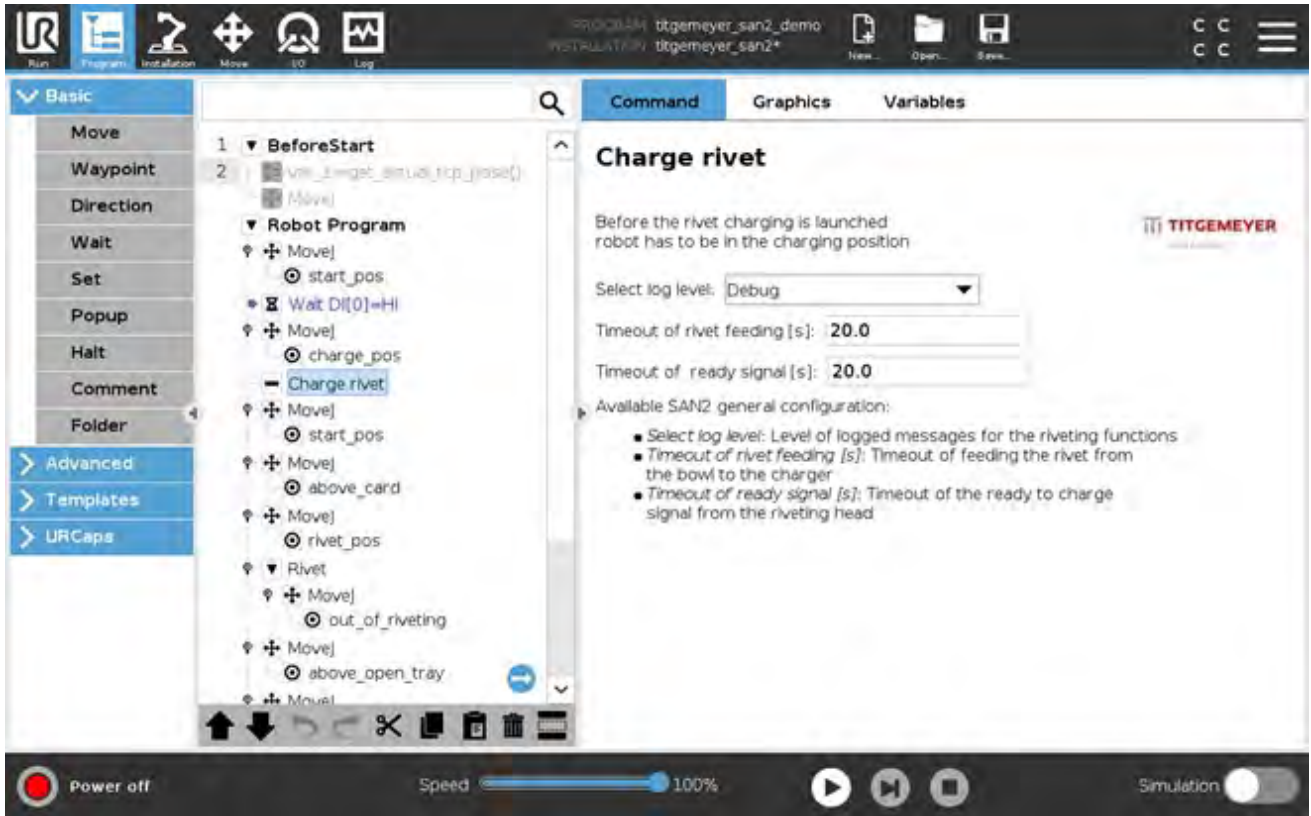 PROGRAM titgemeyer_san2_demo
INSTALLATION titgemeyer_san2*
UR
Run
Program
Installation
Move
I/O
Log
New...
Open...
Save...
C C
C C
Basic
Move
Waypoint
Direction
Wait
Set
Popup
Halt
Comment
Folder
Advanced
Templates
URCaps
1 BeforeStart
2 var_1=get_actual_tcp_pose()
MoveJ
Robot Program
MoveJ
start_pos
Wait DI[0]=HI
MoveJ
charge_pos
Charge rivet
MoveJ
start_pos
MoveJ
above_card
MoveJ
rivet_pos
Rivet
MoveJ
out_of_riveting
MoveJ
above_open_tray
MoveJ
Command Graphics Variables
Charge rivet
Before the rivet charging is launched
robot has to be in the charging position
TITGEMEYER
Select log level: Debug
Timeout of rivet feeding [s]: 20.0
Timeout of ready signal [s]: 20.0
Available SAN2 general configuration:
Select log level: Level of logged messages for the riveting functions
Timeout of rivet feeding [s]: Timeout of feeding the rivet from
the bowl to the charger
Timeout of ready signal [s]: Timeout of the ready to charge
signal from the riveting head
Power off
Speed 100%
Simulation